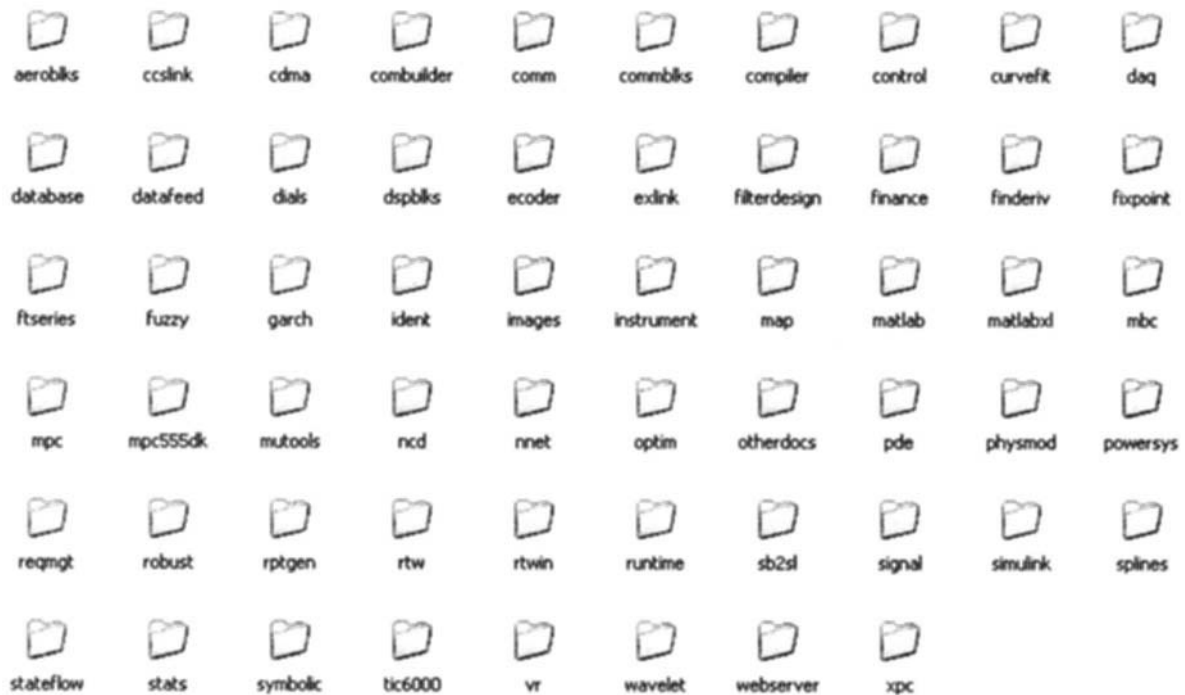 aeroblks ccslink cdma combuilder comm commblks compiler control curvefit daq
database datafeed dials dspblks ecoder exlink filterdesign finance finderiv fixpoint
ftseries fuzzy garch ident images instrument map matlab matlabxl mbc
mpc mpc555dk mutools ncd nnet optim otherdocs pde physmod powersys
reqmgt robust rptgen rtw rtwin runtime sb2sl signal simulink splines
stateflow stats symbolic tic6000 vr wavelet webserver xpc